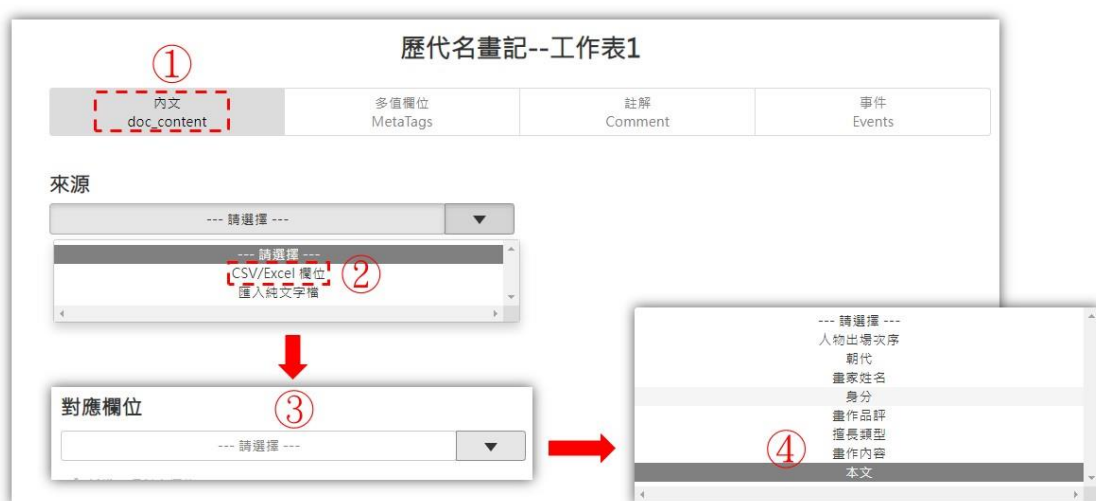 歷代名畫記--工作表1
①
內文
doc_content
多值欄位
MetaTags
註解
Comment
事件
Events
來源
--- 請選擇 ---
--- 請選擇 ---
CSV/Excel 欄位
②
匯入純文字檔
對應欄位
③
--- 請選擇 ---
--- 請選擇 ---
人物出場次序
朝代
畫家姓名
身分
畫作品評
擅長類型
畫作內容
④
本文